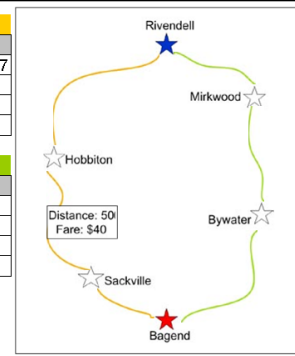 Rivendell
7
Mirkwood
Hobbiton
Distance: 50
Fare: $40
Bywater
Sackville
Bagend